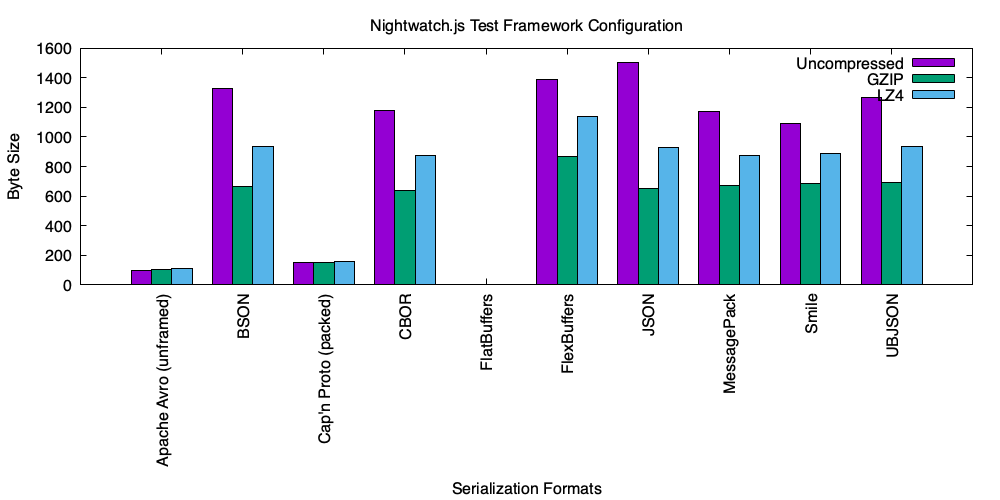 Nightwatch.js Test Framework Configuration
1600
1400
1200
1000
800
600
400
200
0
Byte Size
Uncompressed
GZIP
LZ4
Apache Avro (unframed)
BSON
Cap'n Proto (packed)
CBOR
FlatBuffers
FlexBuffers
JSON
MessagePack
Smile
UBJSON
Serialization Formats